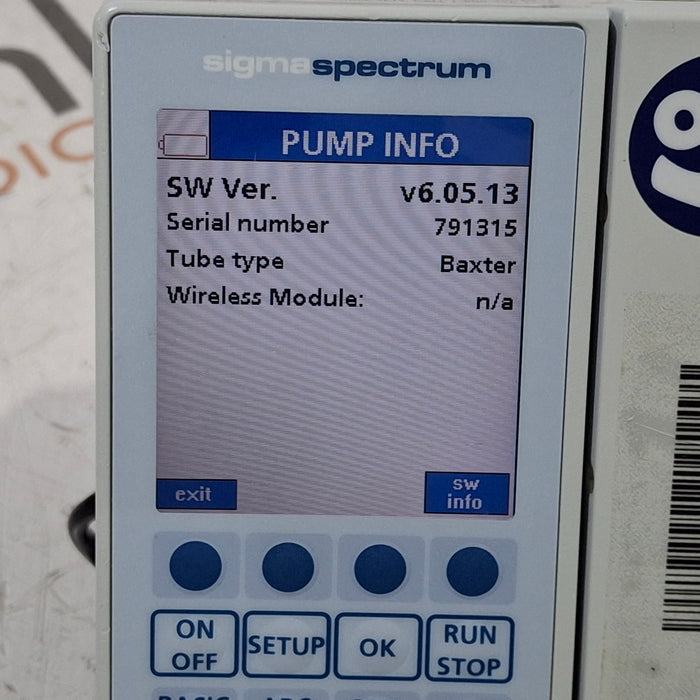 sigmaspectrum
PUMP INFO
SW Ver. v6.05.13
Serial number 791315
Tube type Baxter
Wireless Module: n/a
exit
sw
info
ON
OFF
SETUP
OK
RUN
STOP